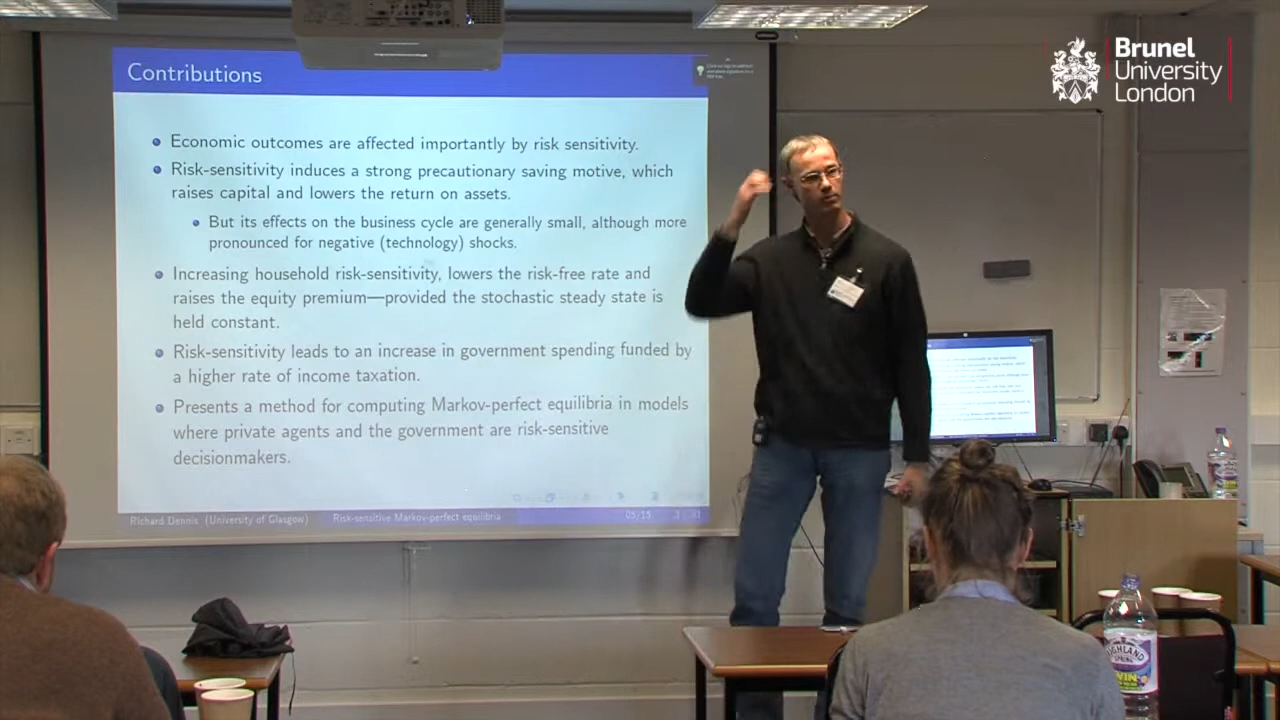 Contributions
Economic outcomes are affected importantly by risk sensitivity.
Risk-sensitivity induces a strong precautionary saving motive, which
raises capital and lowers the return on assets.
But its effects on the business cycle are generally small, although more
pronounced for negative (technology) shocks.
Increasing household risk-sensitivity, lowers the risk-free rate and
raises the equity premium—provided the stochastic steady state is
held constant.
Risk-sensitivity leads to an increase in government spending funded by
a higher rate of income taxation.
Presents a method for computing Markov-perfect equilibria in models
where private agents and the government are risk-sensitive
decisionmakers.
Richard Dennis (University of Glasgow) Risk-sensitive Markov-perfect equilibria 05/15
Brunel
University
London
HIGHLAND
SPRING
WIN